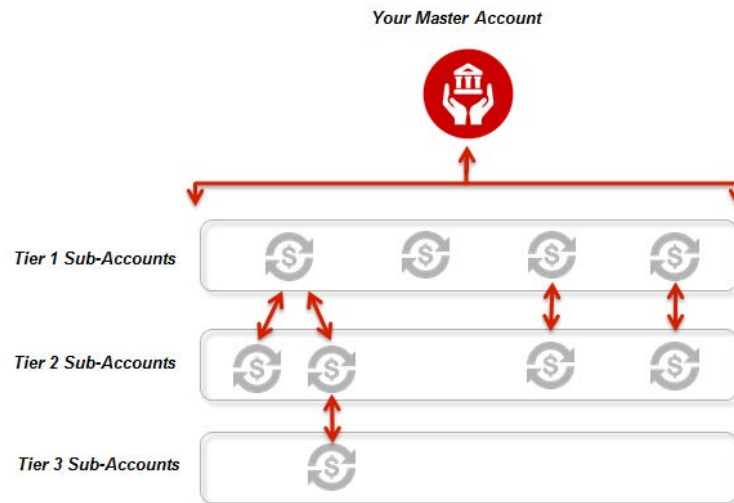 Your Master Account
$ $ $ $
Tier 1 Sub-Accounts
$ $ $ $
Tier 2 Sub-Accounts
$
Tier 3 Sub-Accounts